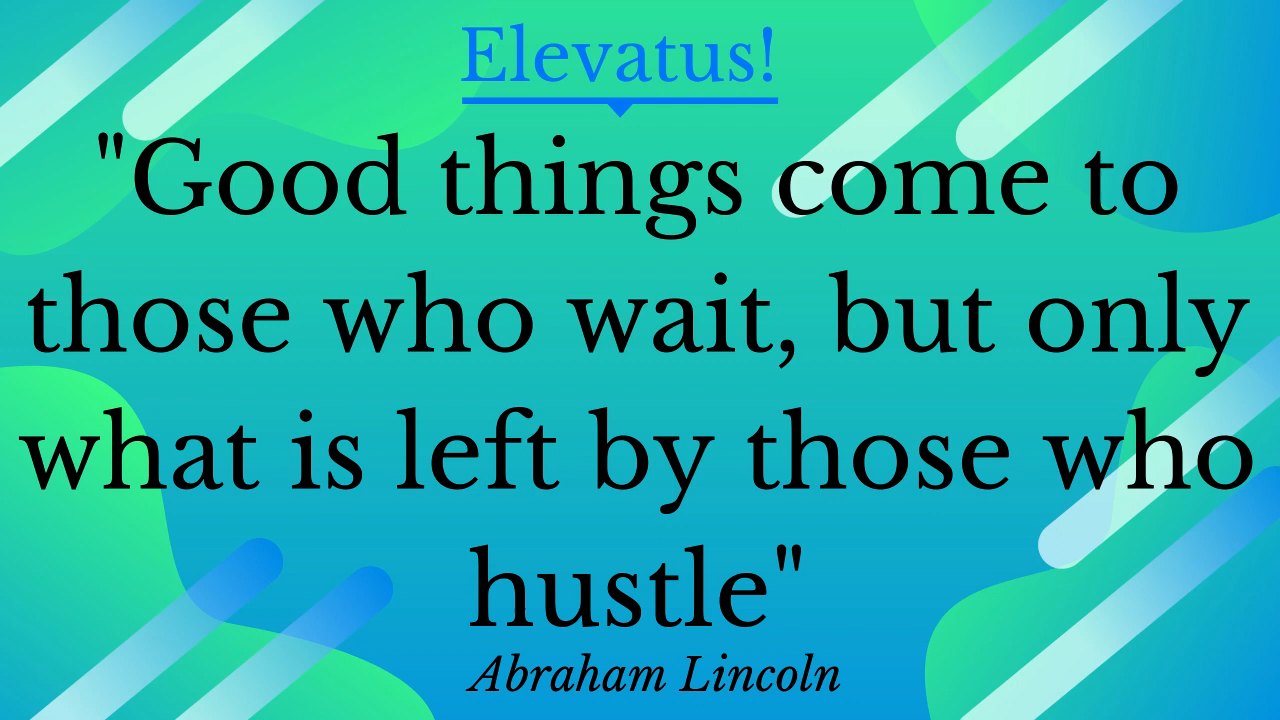 Elevatus!
"Good things come to
those who wait, but only
what is left by those who
hustle"
Abraham Lincoln